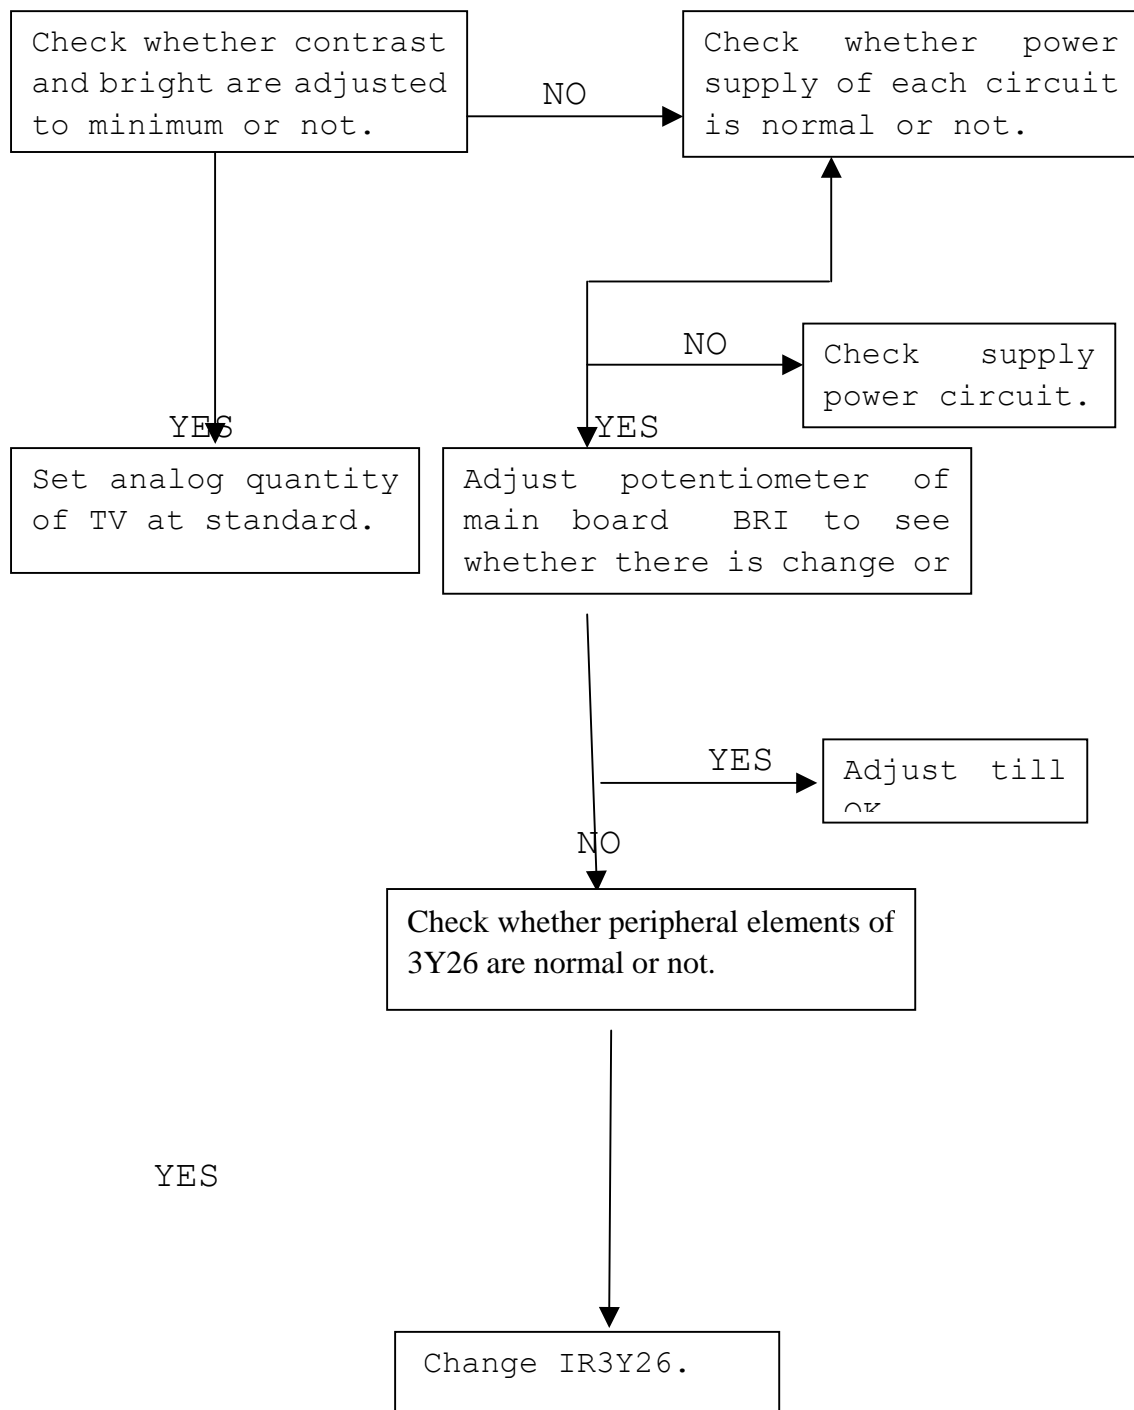 Check whether contrast
and bright are adjusted
to minimum or not.
NO
Check whether power
supply of each circuit
is normal or not.
NO
Check supply
power circuit.
YES
YES
Set analog quantity
of TV at standard.
Adjust potentiometer of
main board BRI to see
whether there is change or
YES
Adjust till
OK
NO
Check whether peripheral elements of
3Y26 are normal or not.
YES
Change IR3Y26.